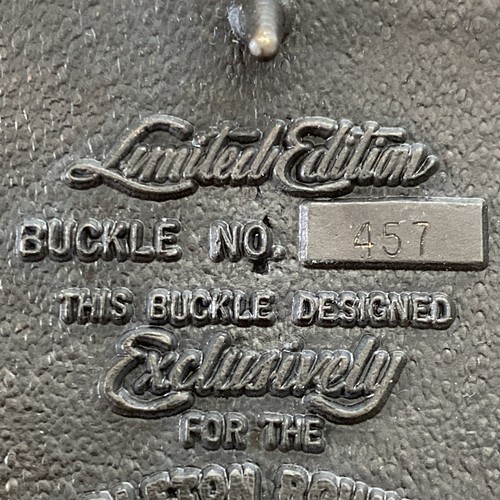 Limited Edition
BUCKLE NO. 457
THIS BUCKLE DESIGNED
Exclusively
FOR THE